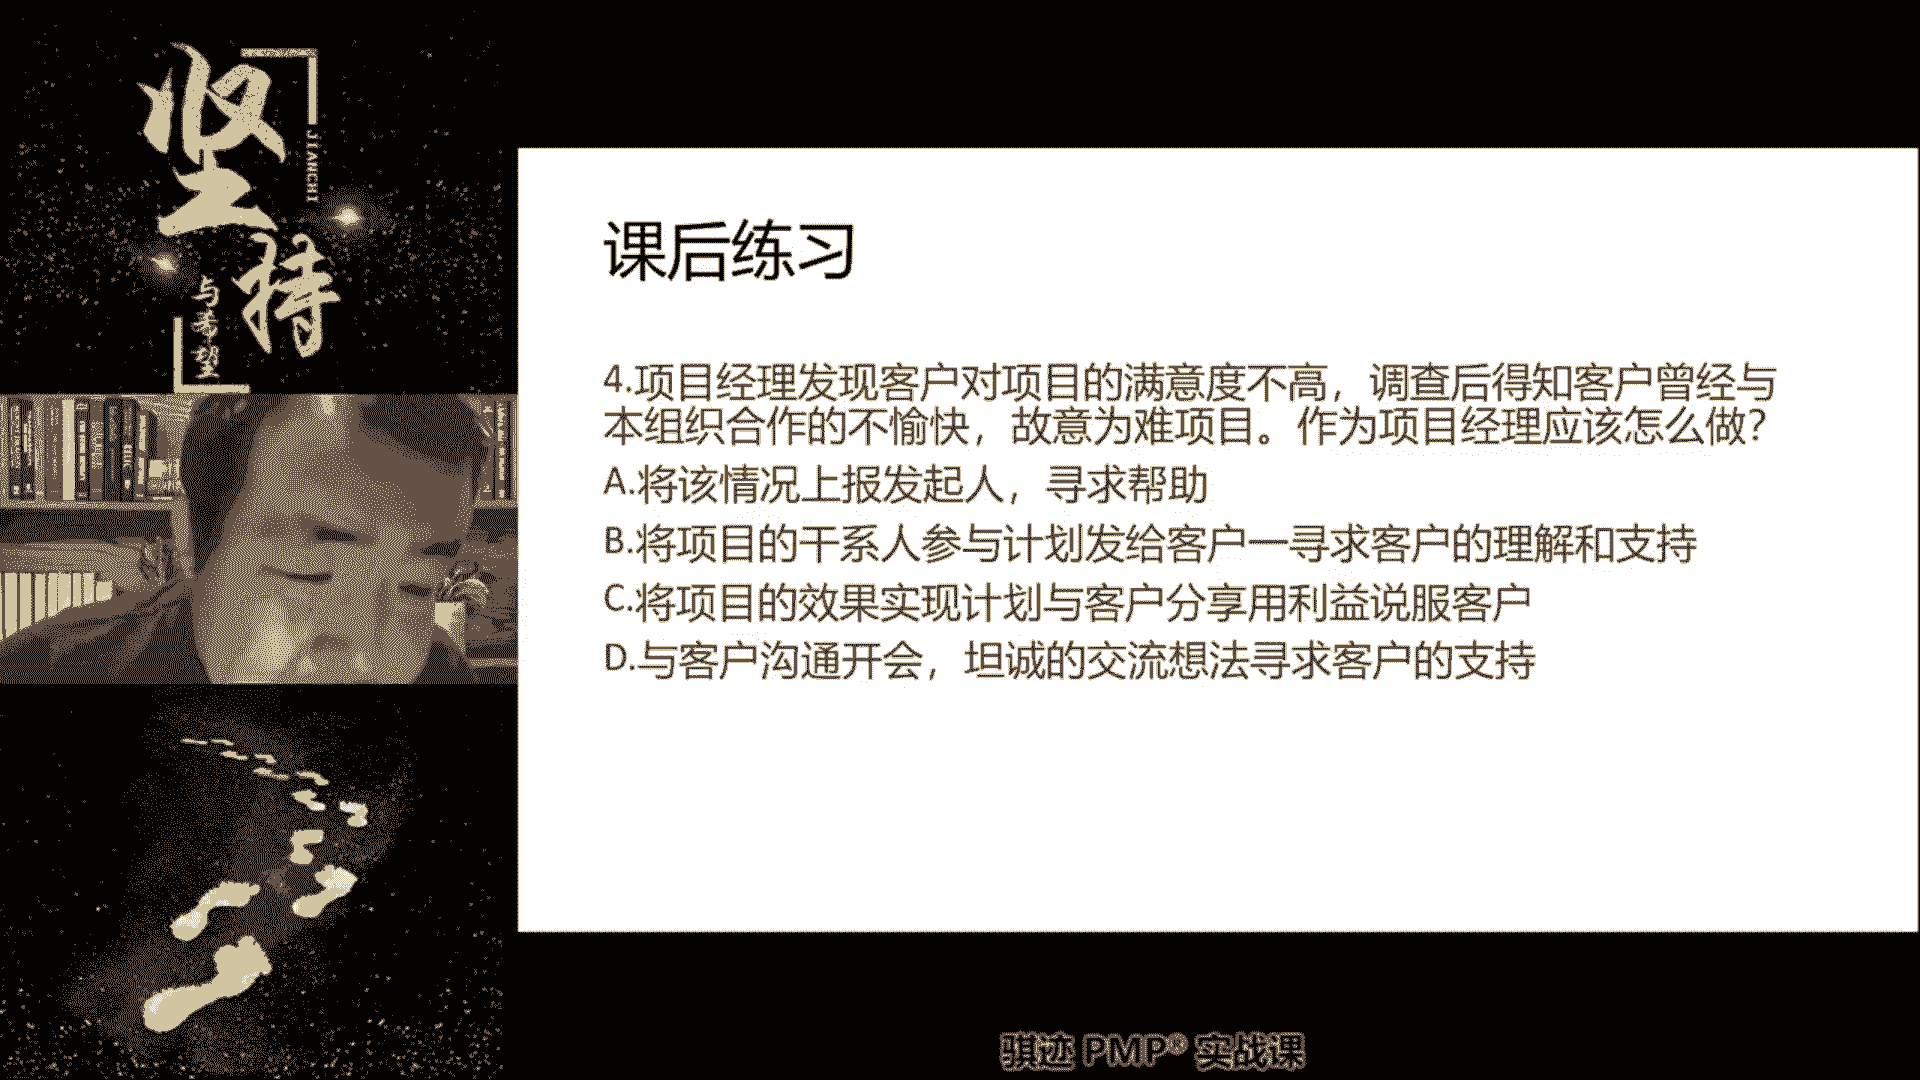 坚持
JIANCHI
与希望
课后练习
4.项目经理发现客户对项目的满意度不高，调查后得知客户曾经与
本组织合作的不愉快，故意为难项目。作为项目经理应该怎么做？
A.将该情况上报发起人，寻求帮助
B.将项目的干系人参与计划发给客户一寻求客户的理解和支持
C.将项目的效果实现计划与客户分享用利益说服客户
D.与客户沟通开会，坦诚的交流想法寻求客户的支持
骐迹 PMP® 实战课